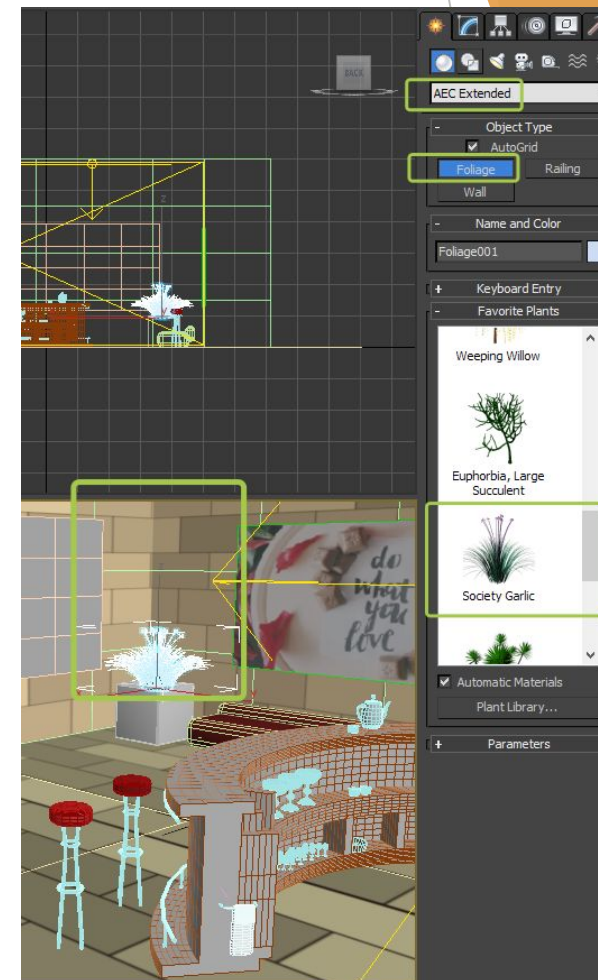 BACK
AEC Extended
- Object Type
AutoGrid
Foliage Railing
Wall
- Name and Color
Foliage001
+ Keyboard Entry
- Favorite Plants
Weeping Willow
Euphorbia, Large
Succulent
Society Garlic
Automatic Materials
Plant Library...
+ Parameters
z
do
what
you
love